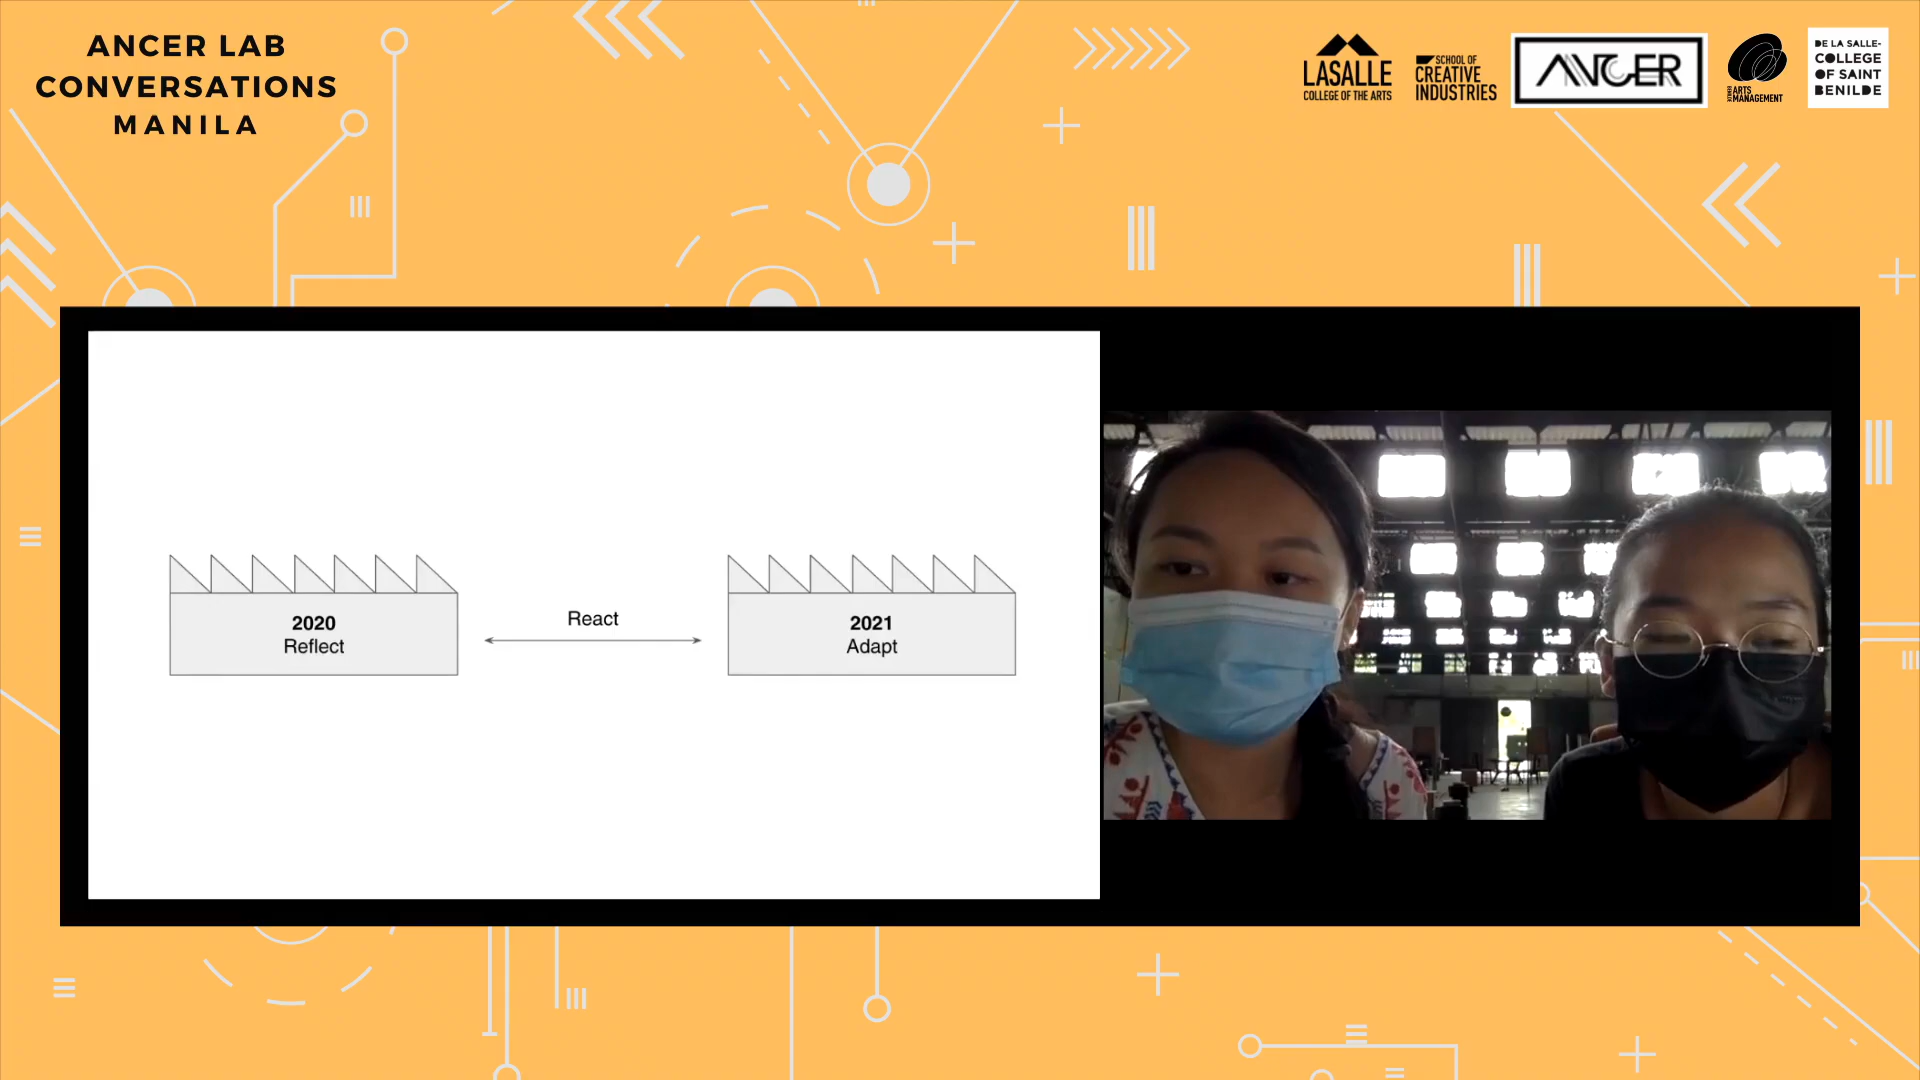 ANCER LAB
CONVERSATIONS
MANILA
LASALLE
COLLEGE OF THE ARTS
SCHOOL OF
CREATIVE
INDUSTRIES
ANCER
BENILDE
ARTS
MANAGEMENT
DE LA SALLE-
COLLEGE
OF SAINT
BENILDE
2020
Reflect
React
2021
Adapt